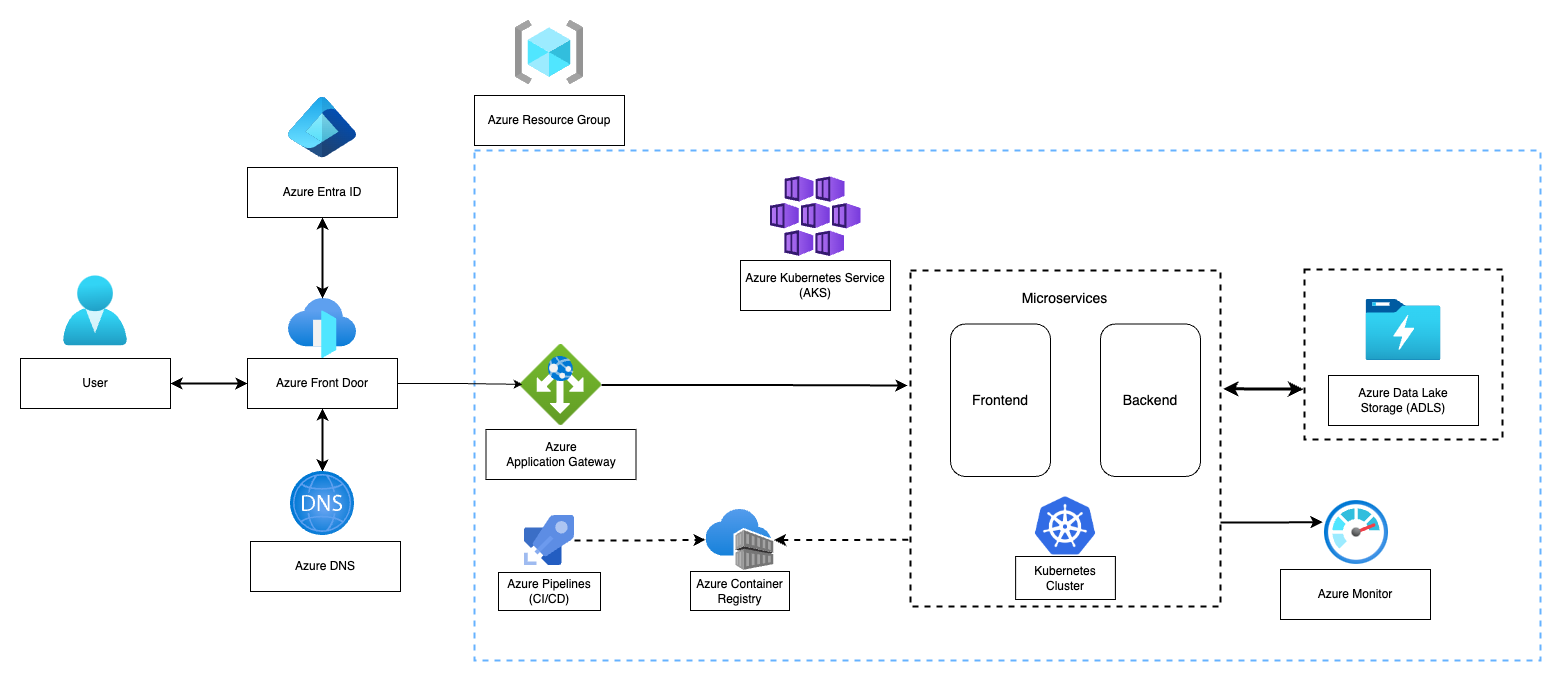 Azure Resource Group
Azure Entra ID
Azure Kubernetes Service
(AKS)
Microservices
User
Azure Front Door
Frontend
Backend
Azure Data Lake
Storage (ADLS)
Azure
Application Gateway
DNS
Azure DNS
Azure Pipelines
(CI/CD)
Azure Container
Registry
Kubernetes
Cluster
Azure Monitor